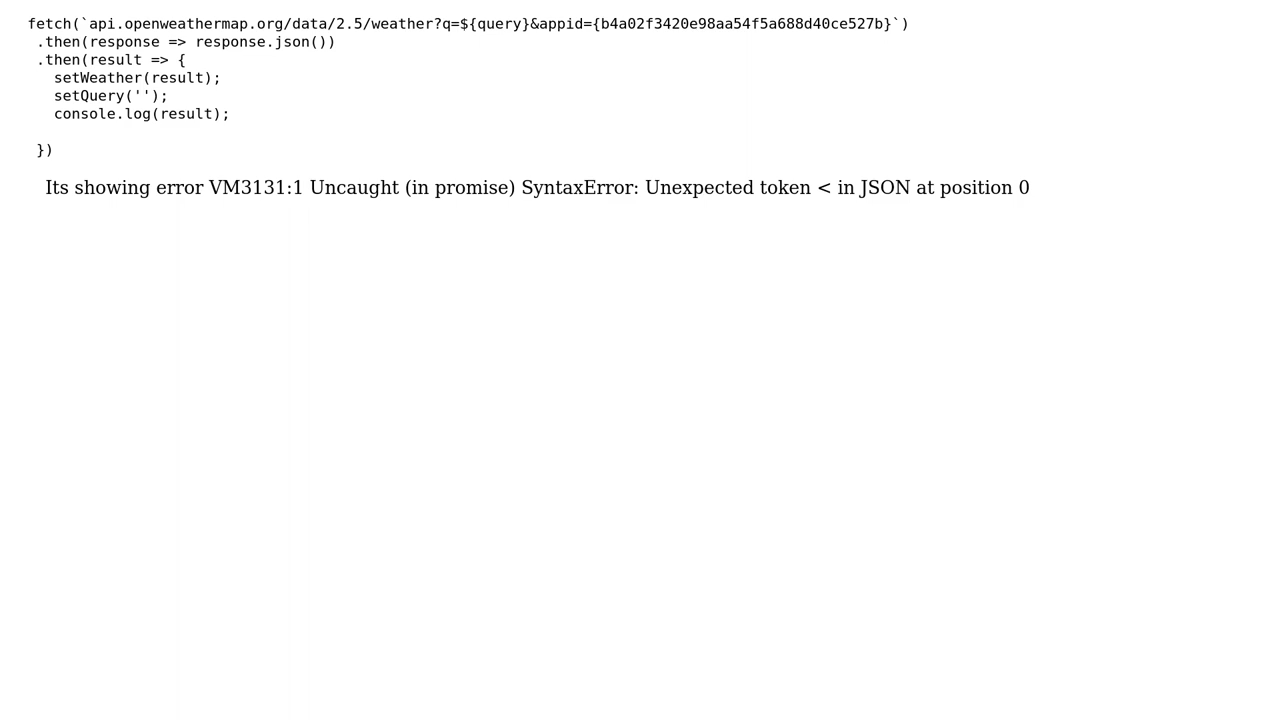 fetch(`api.openweathermap.org/data/2.5/weather?q=${query}&appid={b4a02f3420e98aa54f5a688d40ce527b}`)
.then(response => response.json())
.then(result => {
setWeather(result);
setQuery('');
console.log(result);
})
Its showing error VM3131:1 Uncaught (in promise) SyntaxError: Unexpected token < in JSON at position 0